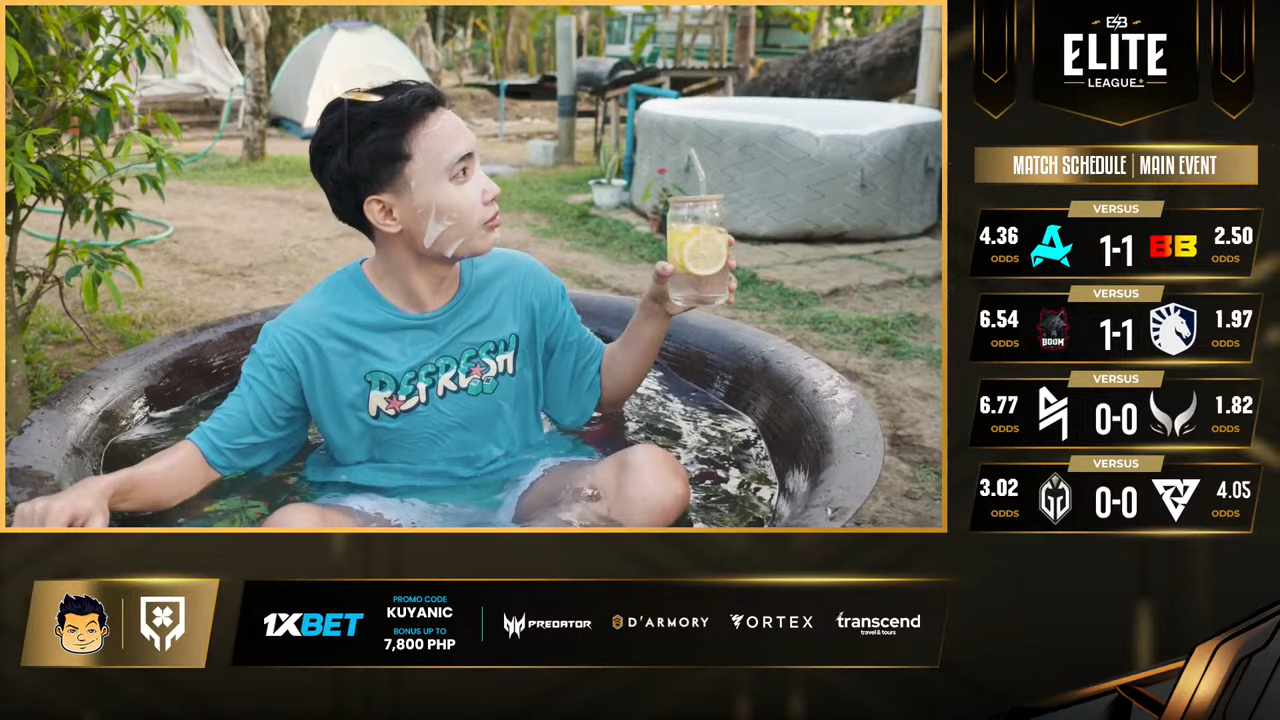 REFRESH
ESB
ELITE
LEAGUE
MATCH SCHEDULE | MAIN EVENT
VERSUS
4.36 ODDS 1-1 BB 2.50 ODDS
VERSUS
6.54 ODDS BOOM 1-1 1.97 ODDS
VERSUS
6.77 ODDS 0-0 1.82 ODDS
VERSUS
3.02 ODDS GG 0-0 4.05 ODDS
1XBET
PROMO CODE
KUYANIC
BONUS UP TO
7,800 PHP
PREDATOR
D'ARMORY
VORTEX
transcend
travel & tours